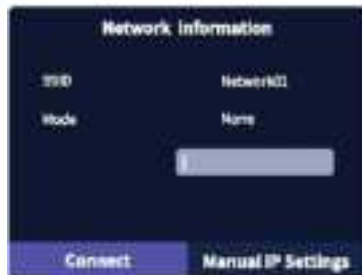 Network Information
SSID Network01
Mode None
Connect Manual IP Settings